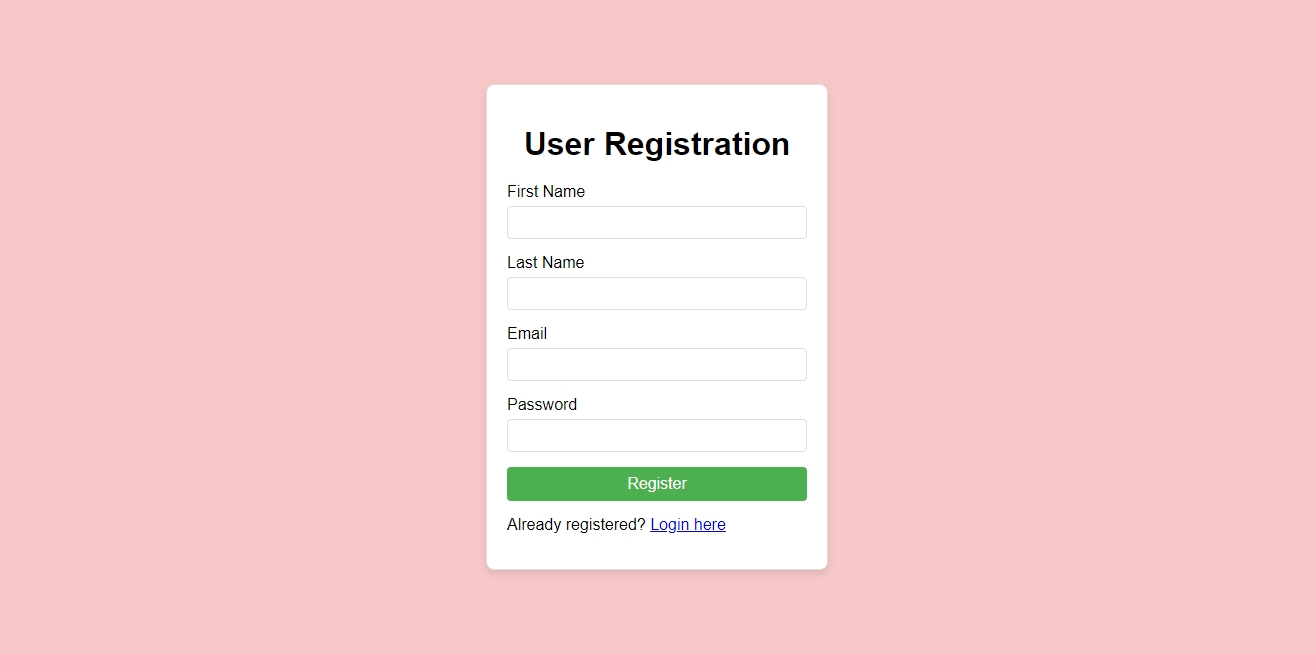 User Registration
First Name
Last Name
Email
Password
Register
Already registered? Login here